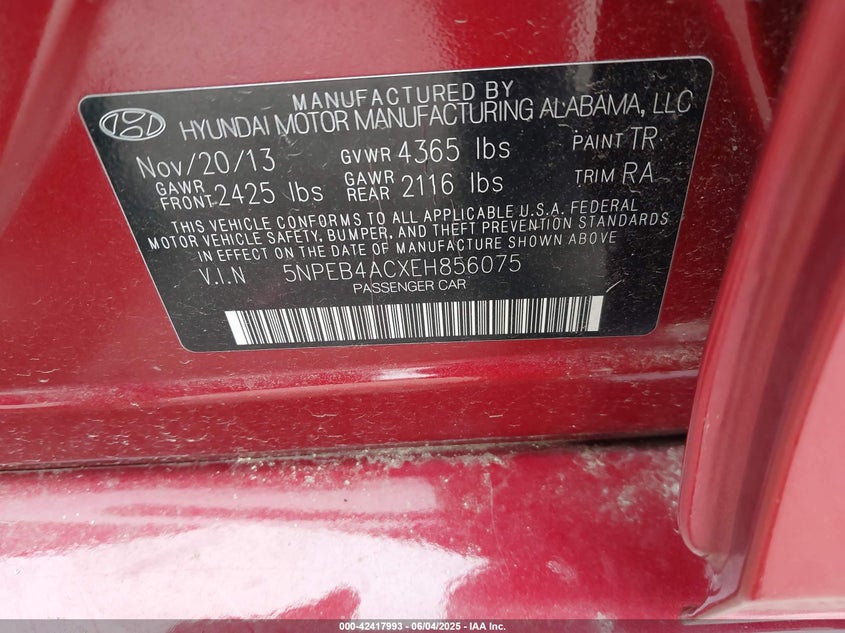 MANUFACTURED BY
HYUNDAI MOTOR MANUFACTURING ALABAMA, LLC
Nov/20/13 GVWR 4365 lbs PAINT TR
GAWR FRONT 2425 lbs GAWR REAR 2116 lbs TRIM RA
THIS VEHICLE CONFORMS TO ALL APPLICABLE U.S.A. FEDERAL
MOTOR VEHICLE SAFETY, BUMPER, AND THEFT PREVENTION STANDARDS
IN EFFECT ON THE DATE OF MANUFACTURE SHOWN ABOVE
V.I.N 5NPEB4ACXEH856075
PASSENGER CAR
000-42417993 - 06/04/2025 - IAA Inc.